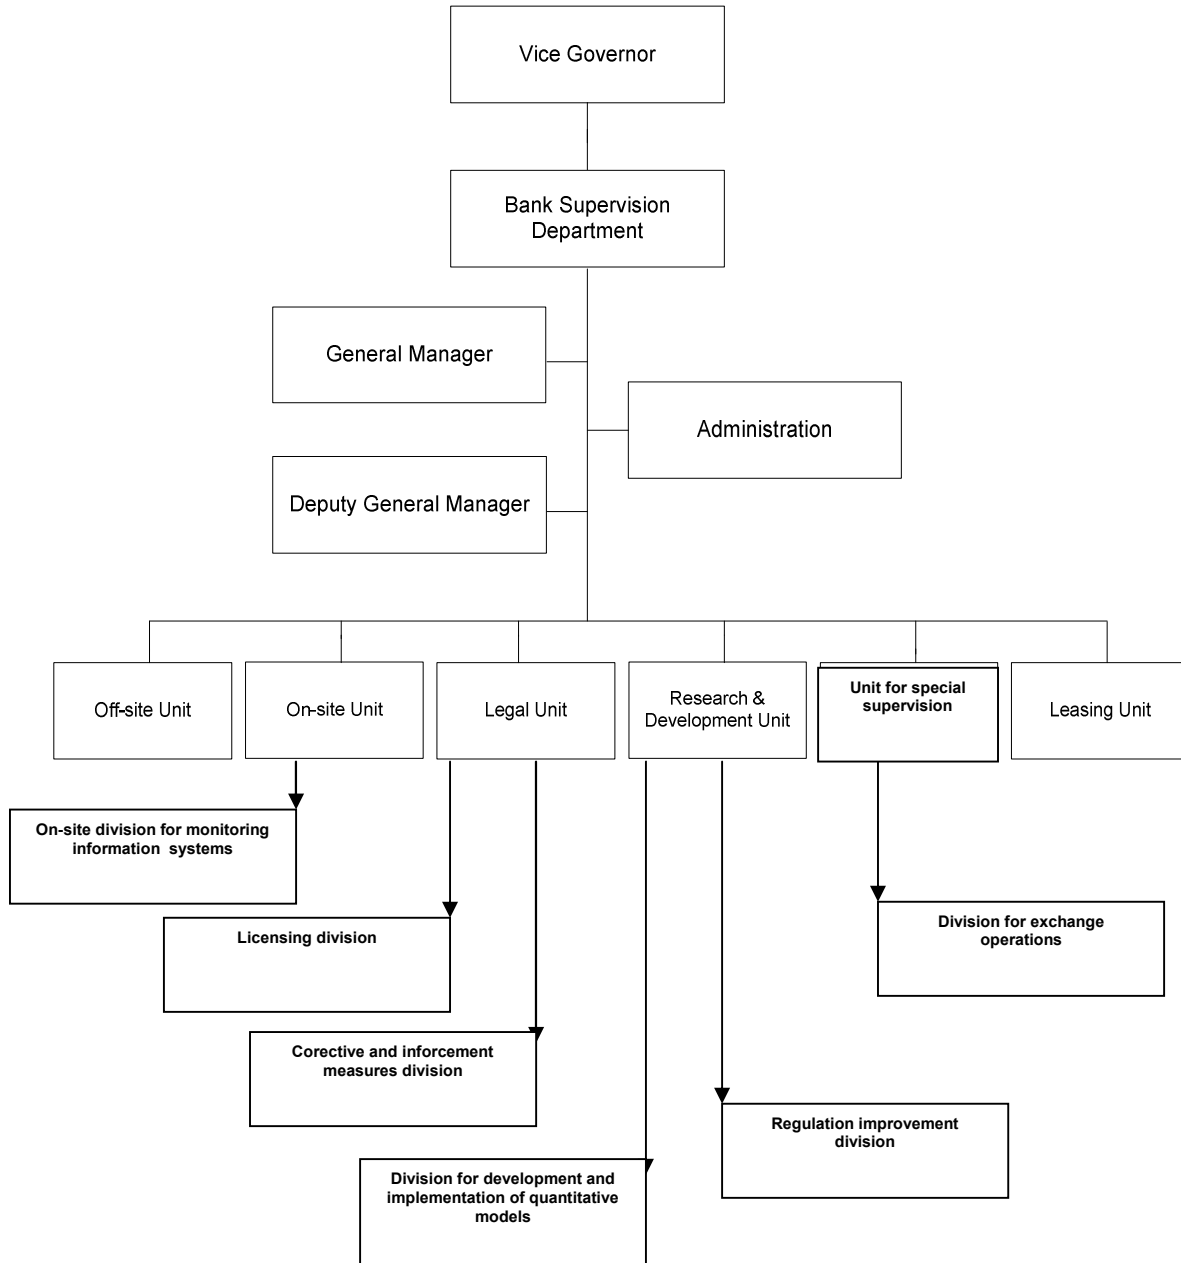 Vice Governor
Bank Supervision
Department
General Manager
Administration
Deputy General Manager
Off-site Unit
On-site Unit
Legal Unit
Research &
Development Unit
Unit for special
supervision
Leasing Unit
On-site division for monitoring
information systems
Licensing division
Division for exchange
operations
Corective and inforcement
measures division
Regulation improvement
division
Division for development and
implementation of quantitative
models